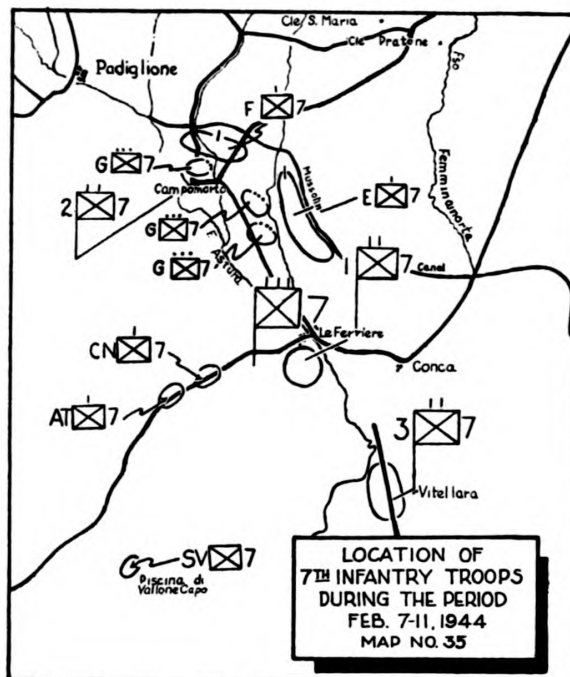 Cle S. Maria
Cle Pratone
Fso
Padiglione
F 7
G 7
Campomorto
Mussolini
Femminamorta
2 7
E 7
G 7
F. Astura
G 7
1 7
Canal
7
Le Ferriere
CN 7
Conca
AT 7
3 7
Vitellara
SV 7
Piscina di
Vallone Capo
LOCATION OF
7TH INFANTRY TROOPS
DURING THE PERIOD
FEB. 7-11, 1944
MAP NO. 35